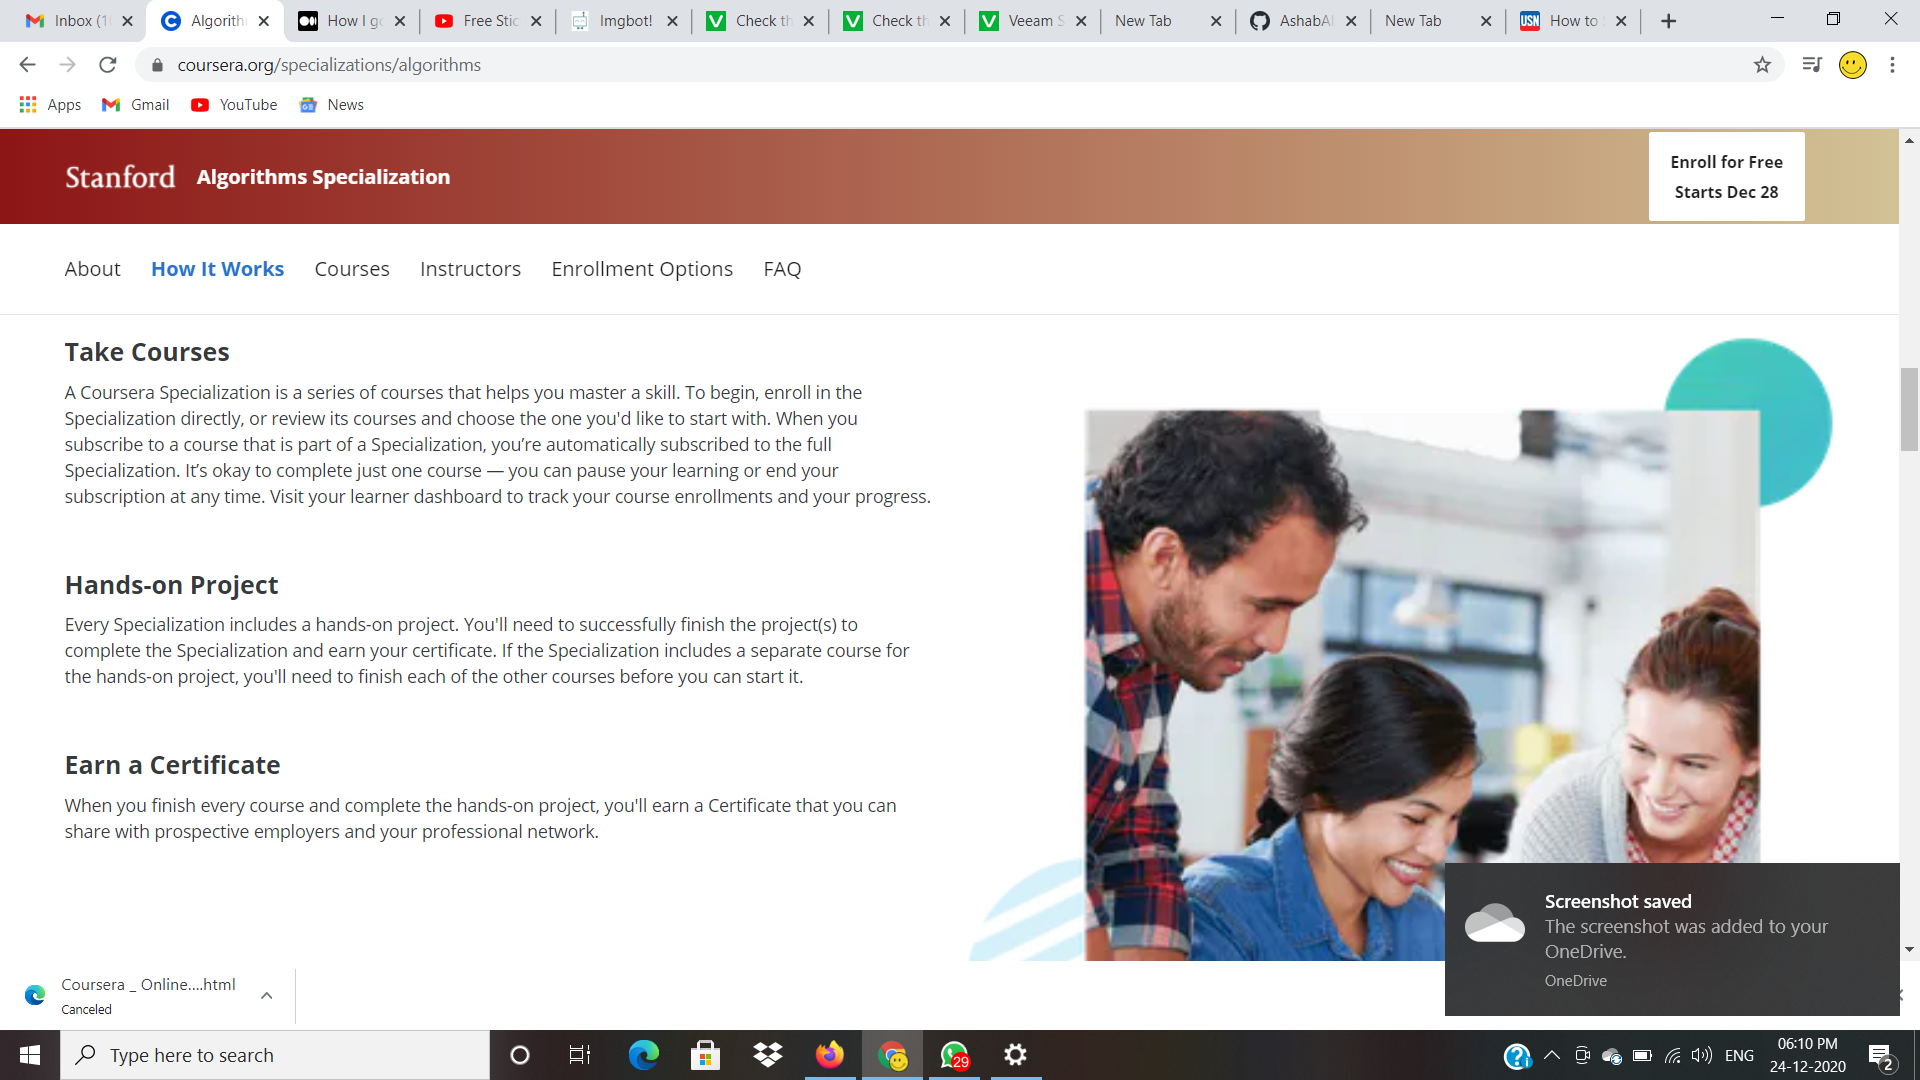 Inbox (1
Algorith
How I go
Free Stic
Imgbot!
Check th
Check th
Veeam S
New Tab
AshabAl
New Tab
USN How to
coursera.org/specializations/algorithms
Apps
Gmail
YouTube
News
Stanford Algorithms Specialization
Enroll for Free
Starts Dec 28
About How It Works Courses Instructors Enrollment Options FAQ
Take Courses
A Coursera Specialization is a series of courses that helps you master a skill. To begin, enroll in the
Specialization directly, or review its courses and choose the one you'd like to start with. When you
subscribe to a course that is part of a Specialization, you’re automatically subscribed to the full
Specialization. It’s okay to complete just one course — you can pause your learning or end your
subscription at any time. Visit your learner dashboard to track your course enrollments and your progress.
Hands-on Project
Every Specialization includes a hands-on project. You'll need to successfully finish the project(s) to
complete the Specialization and earn your certificate. If the Specialization includes a separate course for
the hands-on project, you'll need to finish each of the other courses before you can start it.
Earn a Certificate
When you finish every course and complete the hands-on project, you'll earn a Certificate that you can
share with prospective employers and your professional network.
Screenshot saved
The screenshot was added to your
OneDrive.
OneDrive
Coursera _ Online....html
Canceled
Type here to search
29
ENG
06:10 PM
24-12-2020
2